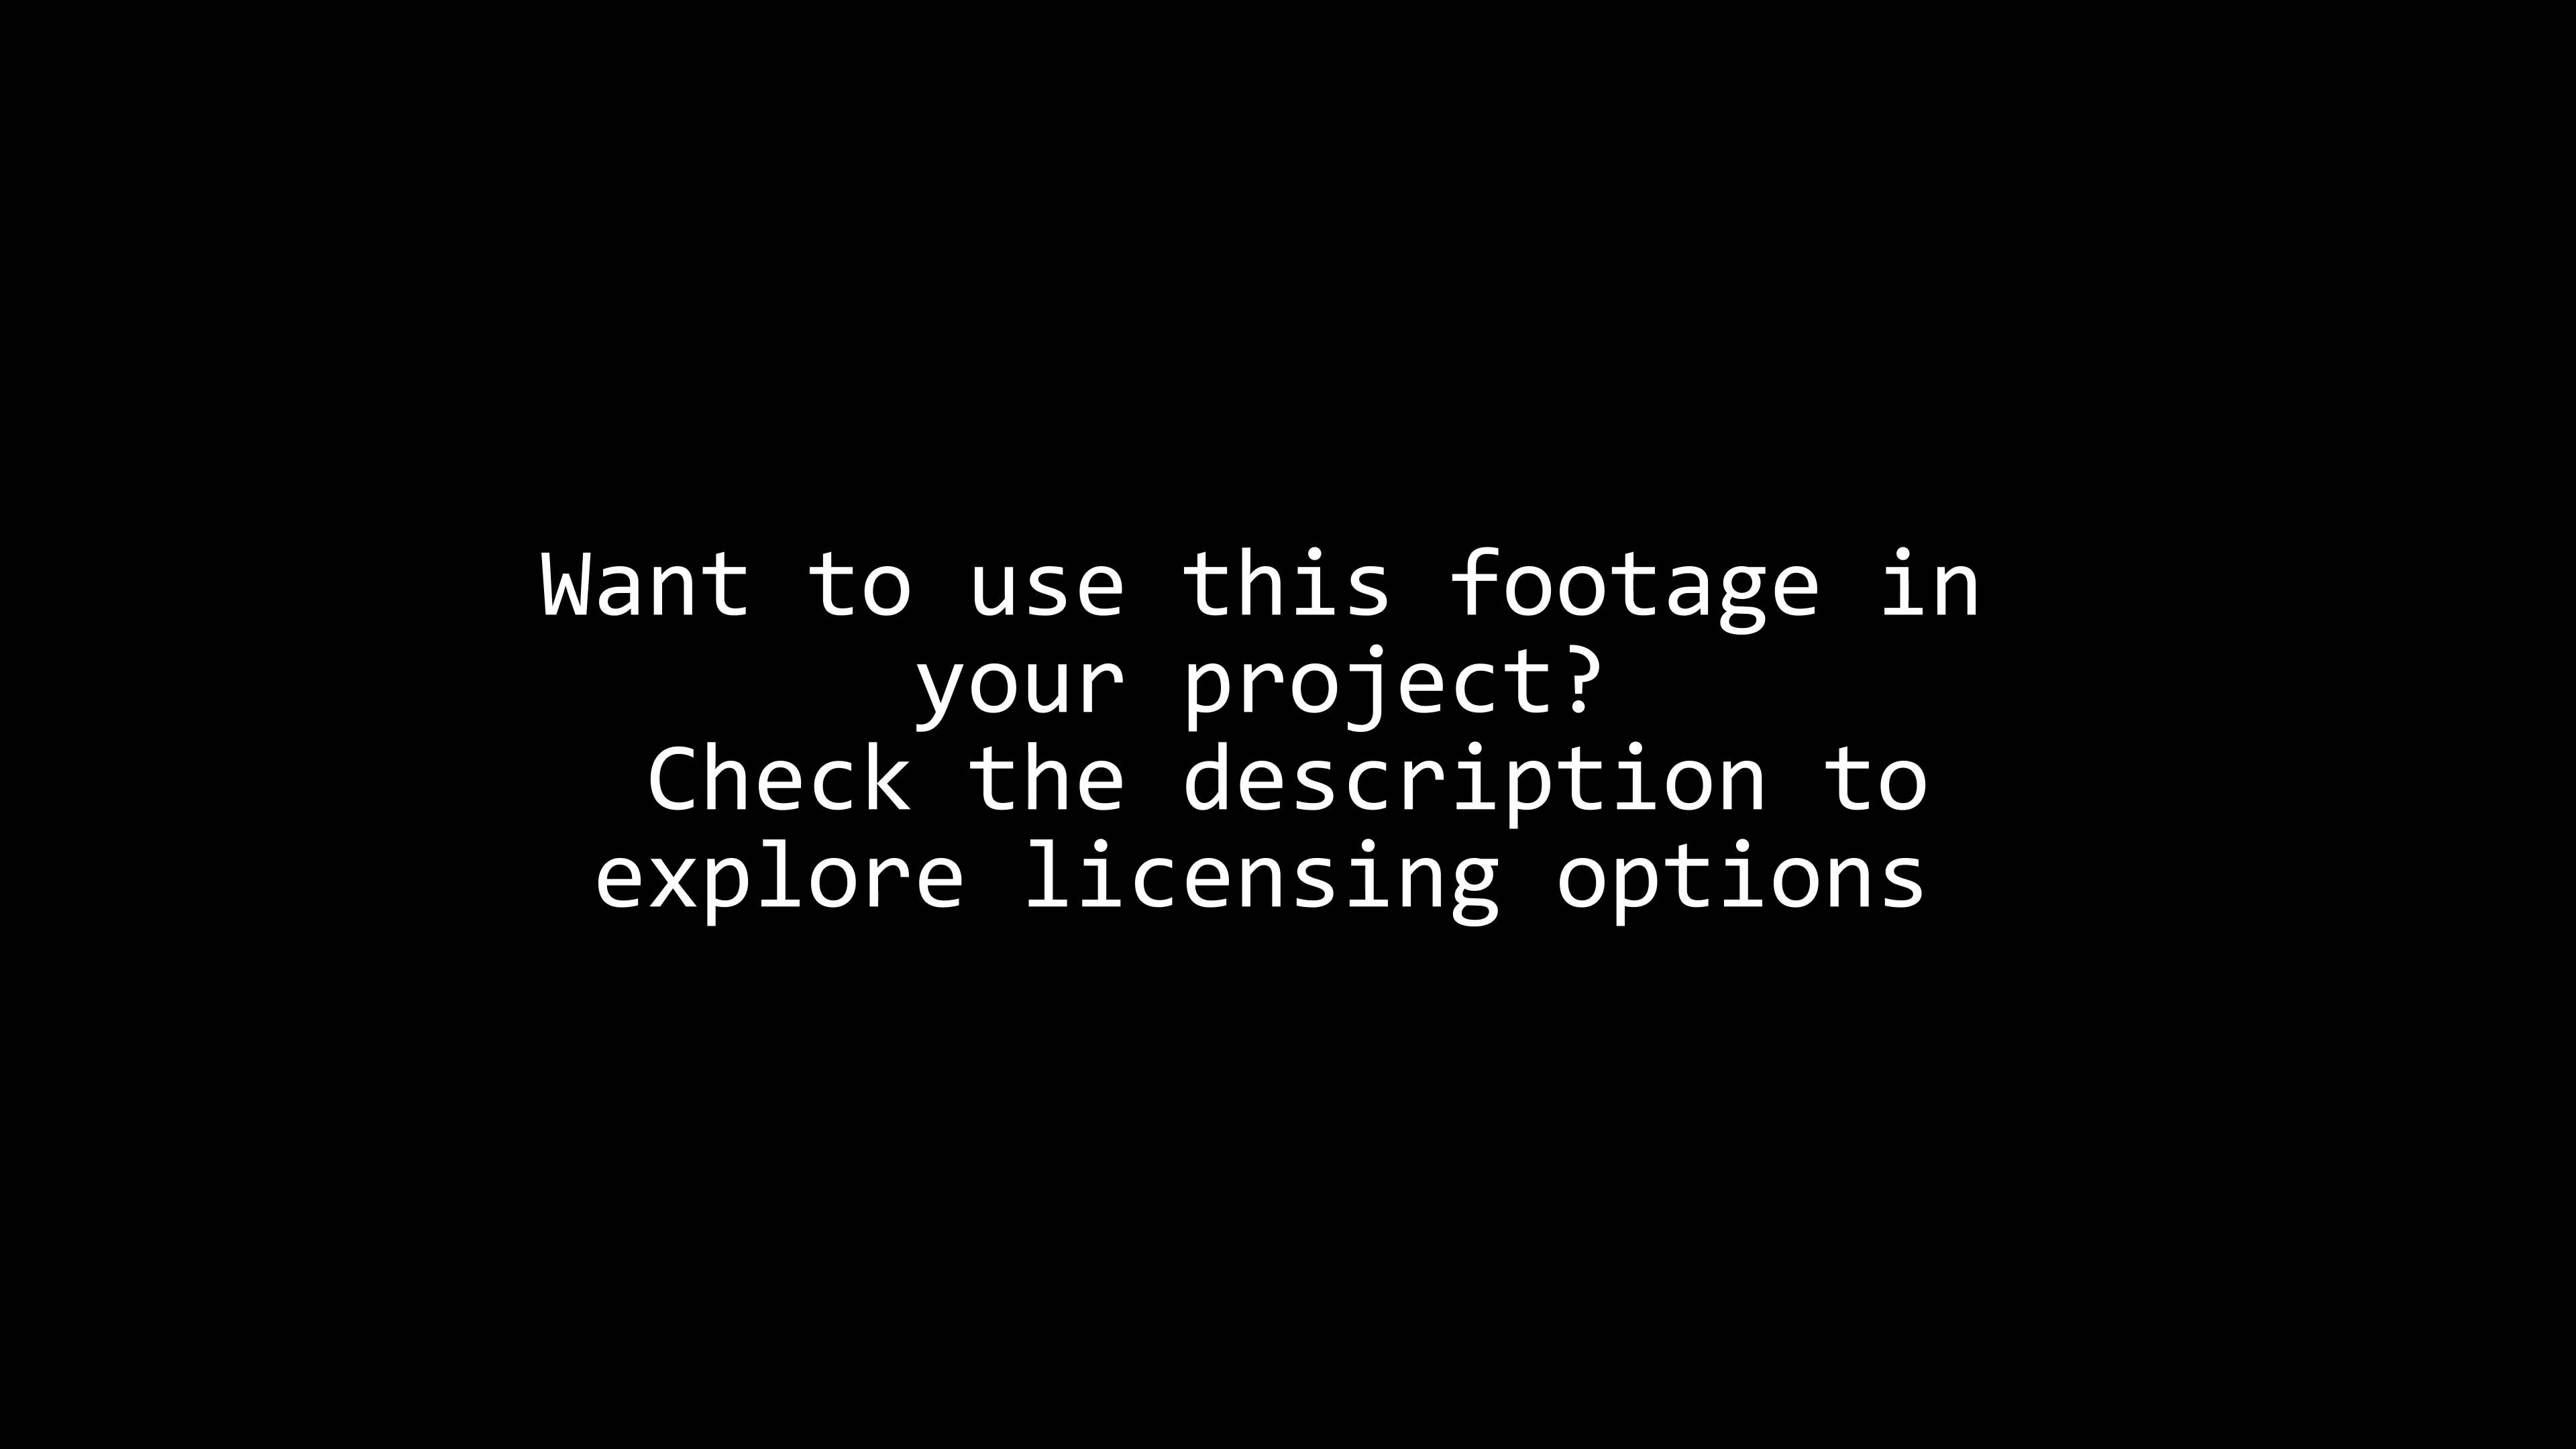 Want to use this footage in
your project?
Check the description to
explore licensing options